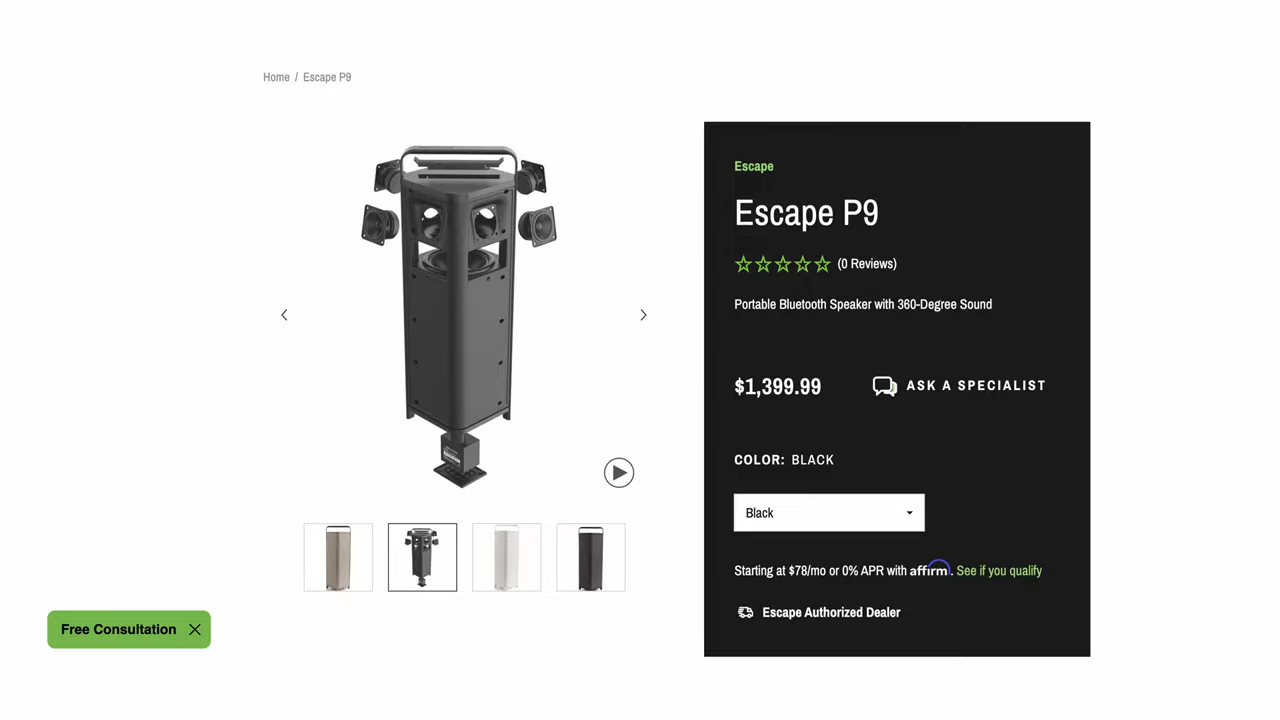 Home / Escape P9
Escape
Escape P9
(0 Reviews)
Portable Bluetooth Speaker with 360-Degree Sound
$1,399.99
ASK A SPECIALIST
COLOR: BLACK
Black
Starting at $78/mo or 0% APR with affirm. See if you qualify
Escape Authorized Dealer
Free Consultation